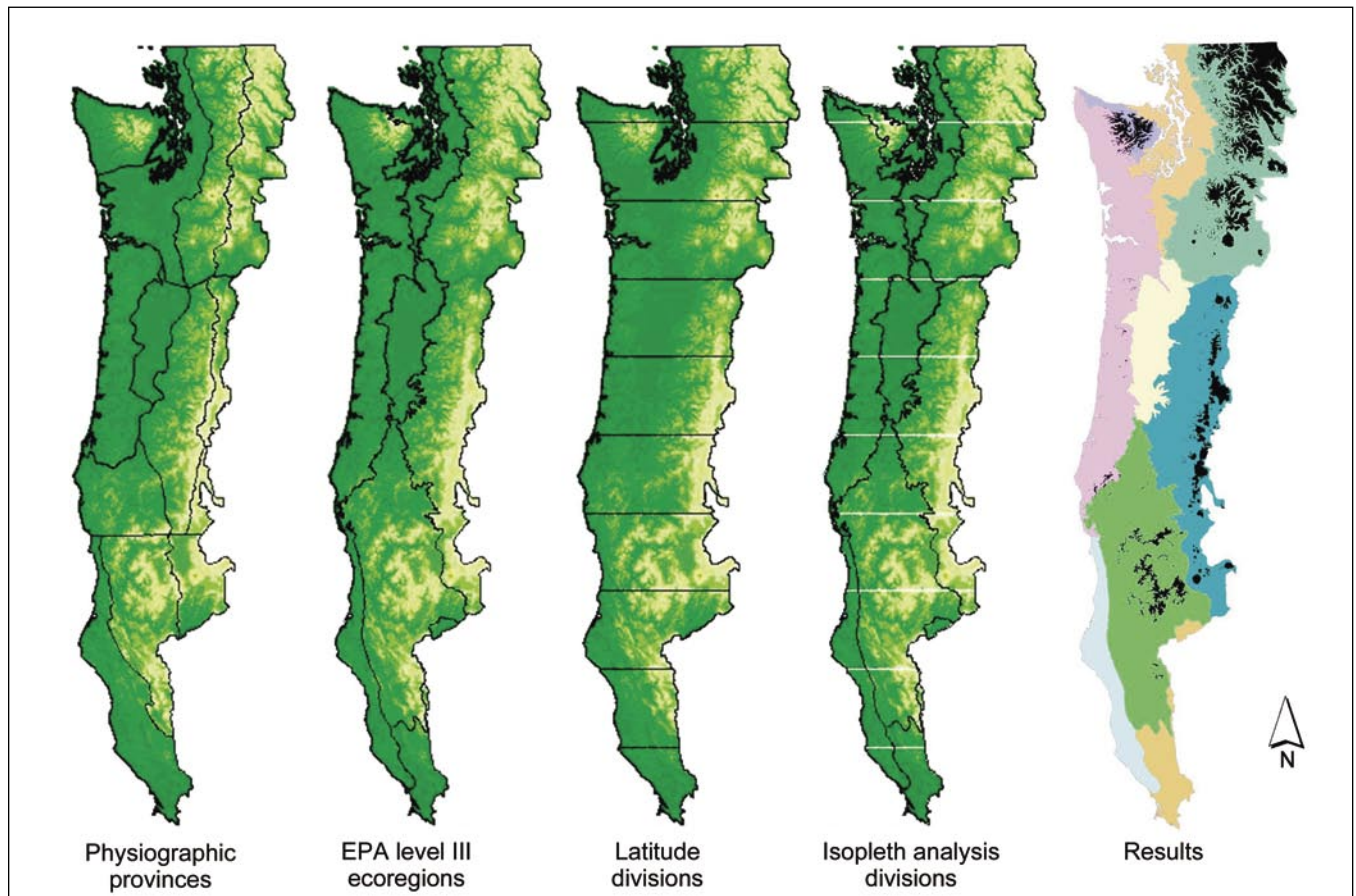 N
Physiographic
provinces
EPA level III
ecoregions
Latitude
divisions
Isopleth analysis
divisions
Results